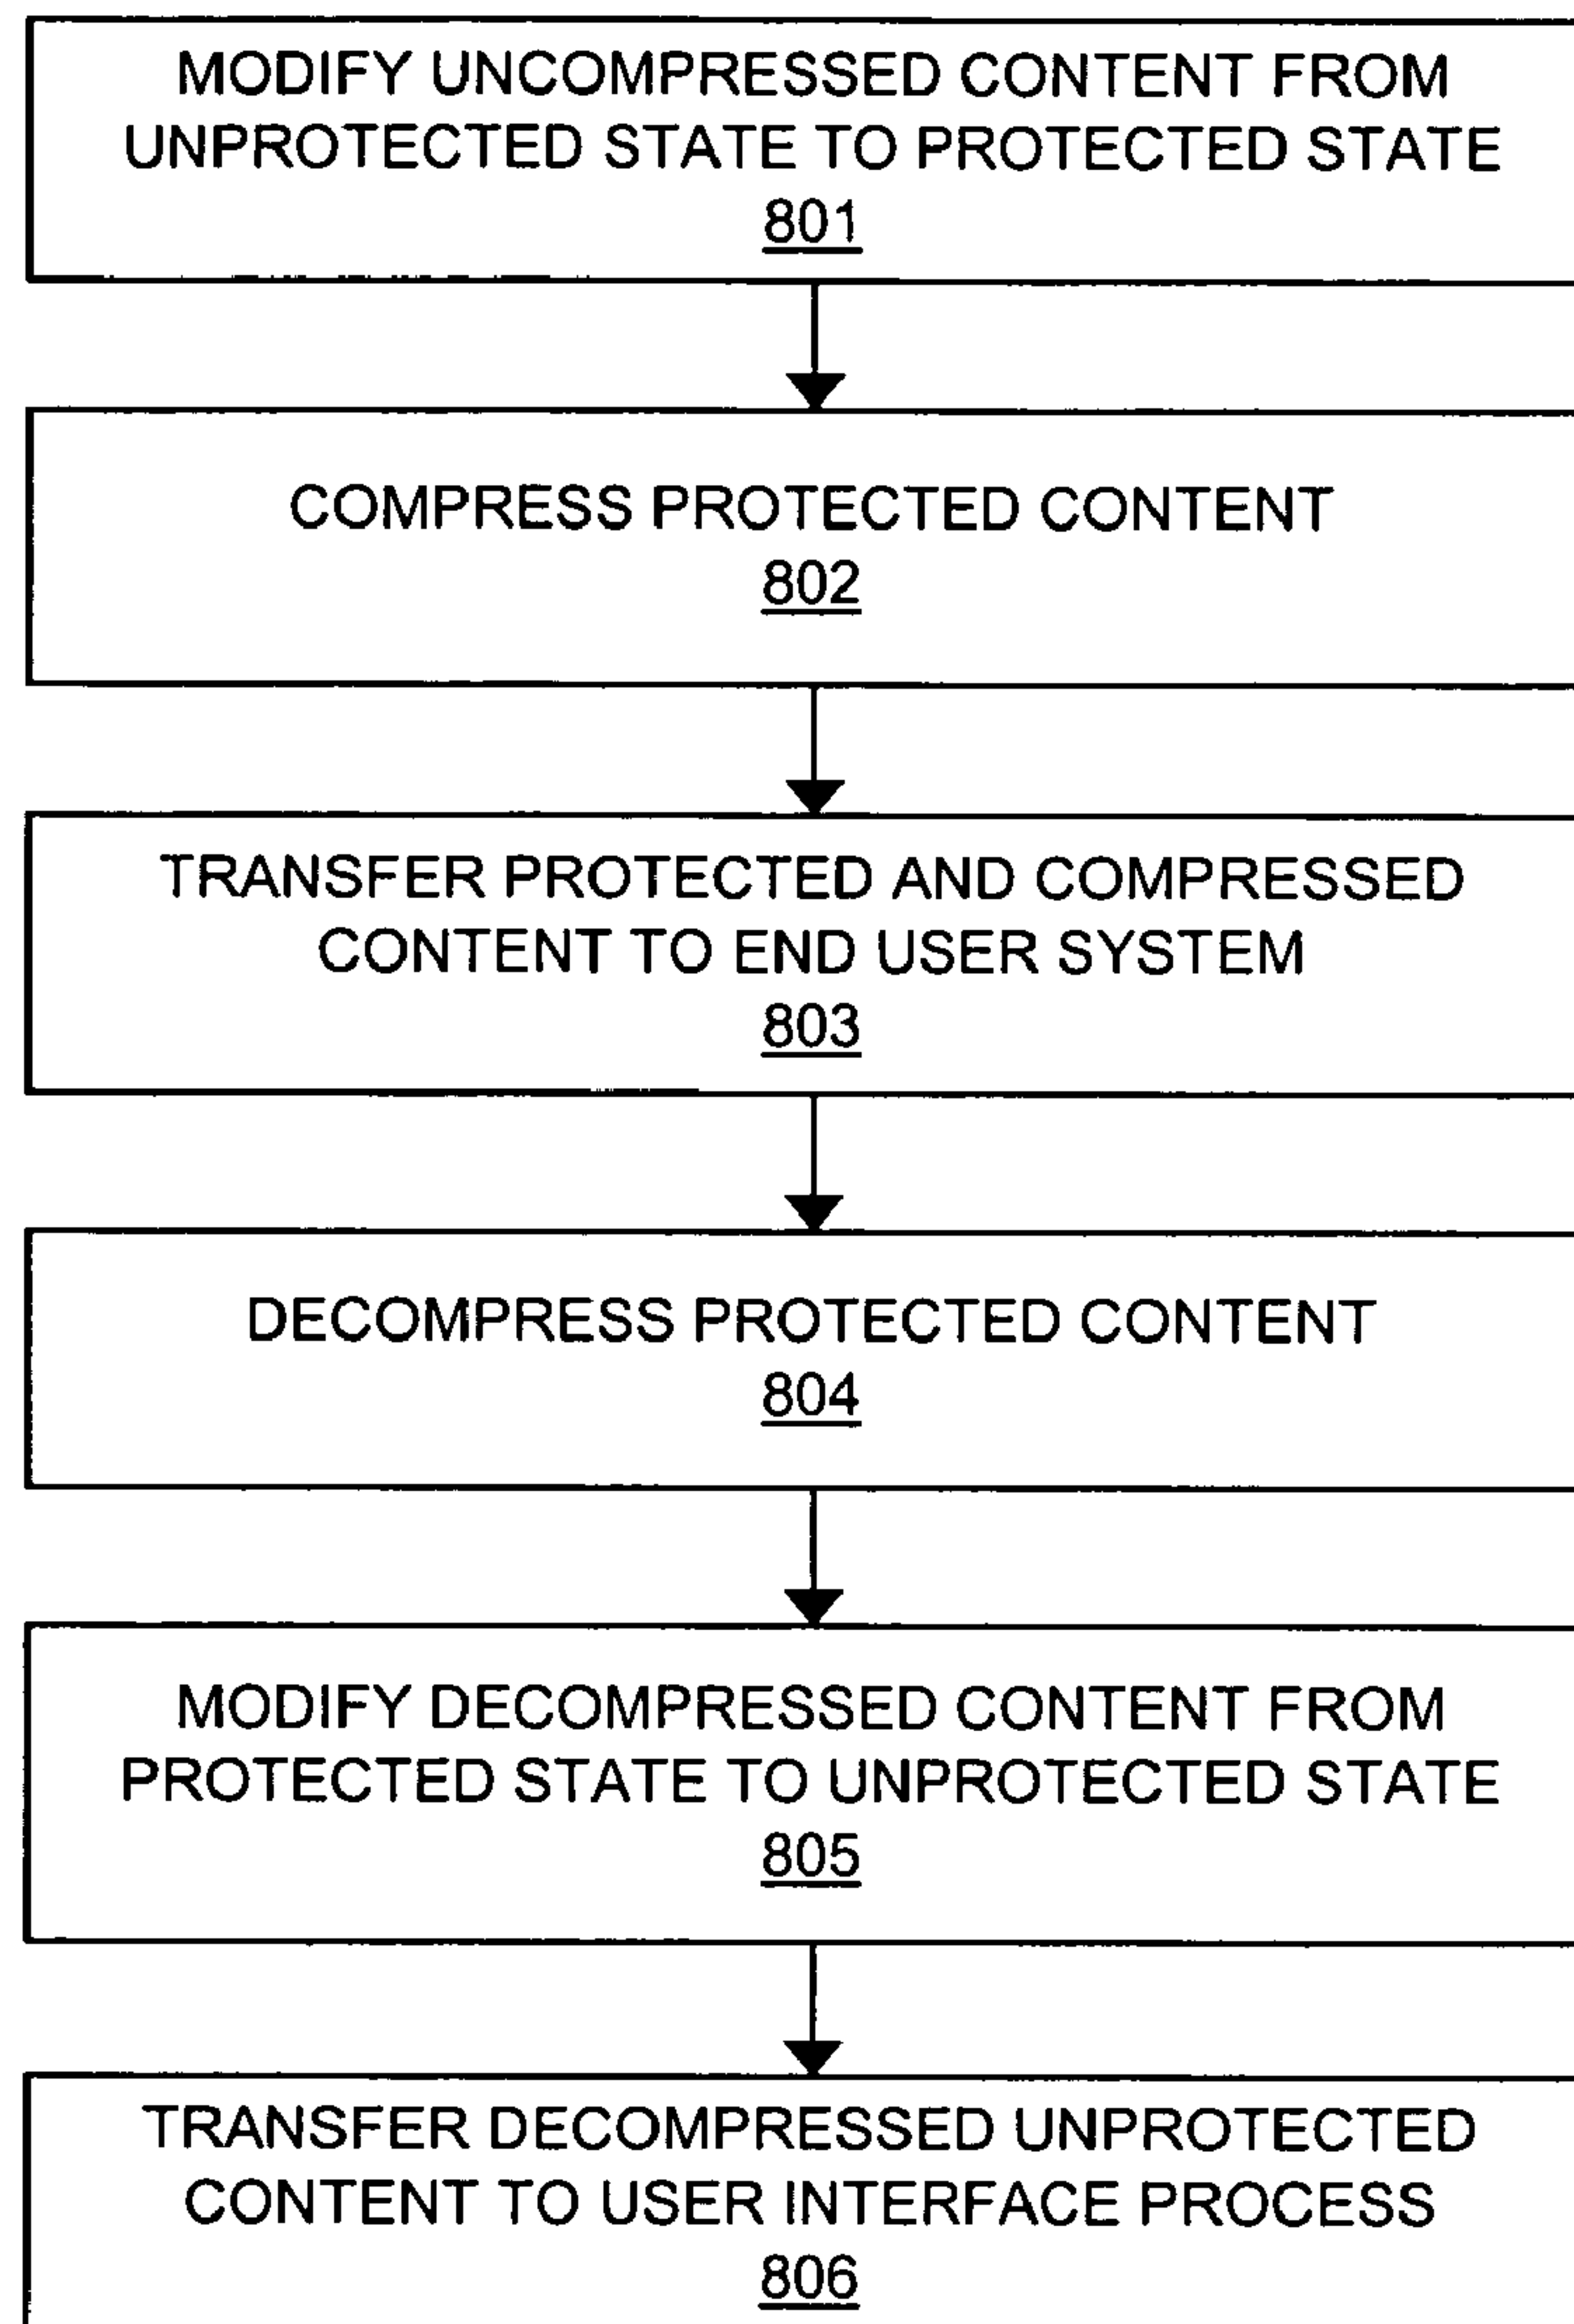 MODIFY UNCOMPRESSED CONTENT FROM
UNPROTECTED STATE TO PROTECTED STATE
801
COMPRESS PROTECTED CONTENT
802
TRANSFER PROTECTED AND COMPRESSED
CONTENT TO END USER SYSTEM
803
DECOMPRESS PROTECTED CONTENT
804
MODIFY DECOMPRESSED CONTENT FROM
PROTECTED STATE TO UNPROTECTED STATE
805
TRANSFER DECOMPRESSED UNPROTECTED
CONTENT TO USER INTERFACE PROCESS
806